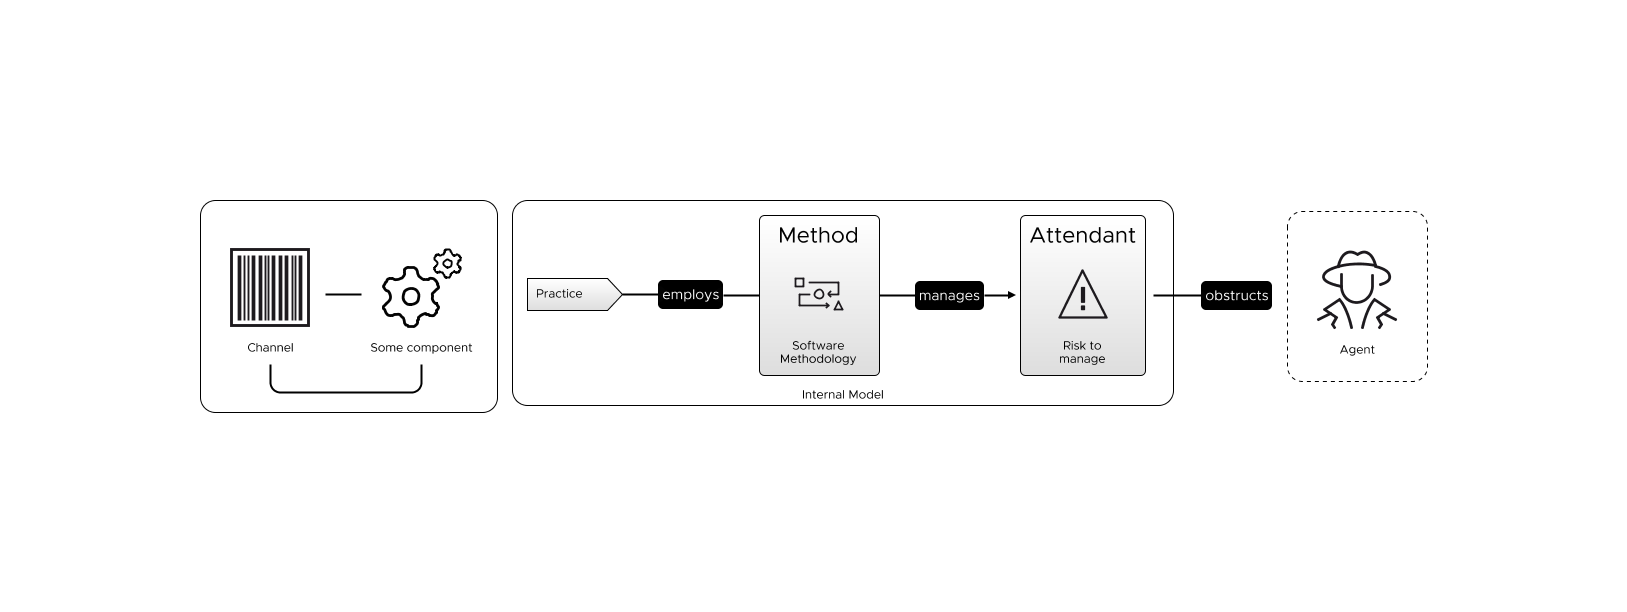 Channel
Some component
Practice
employs
Method
Software
Methodology
manages
Attendant
Risk to
manage
Internal Model
obstructs
Agent